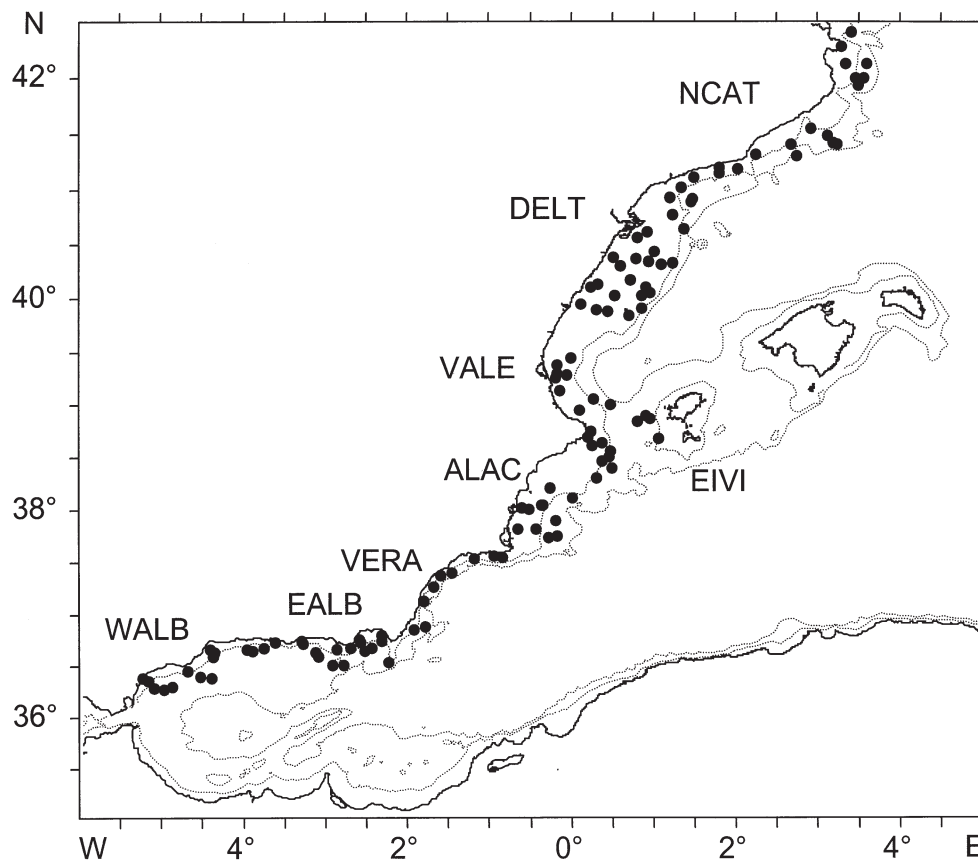 N
42°
NCAT
DELT
40°
VALE
ALAC
EIVI
38°
VERA
EALB
WALB
36°
W 4° 2° 0° 2° 4° E